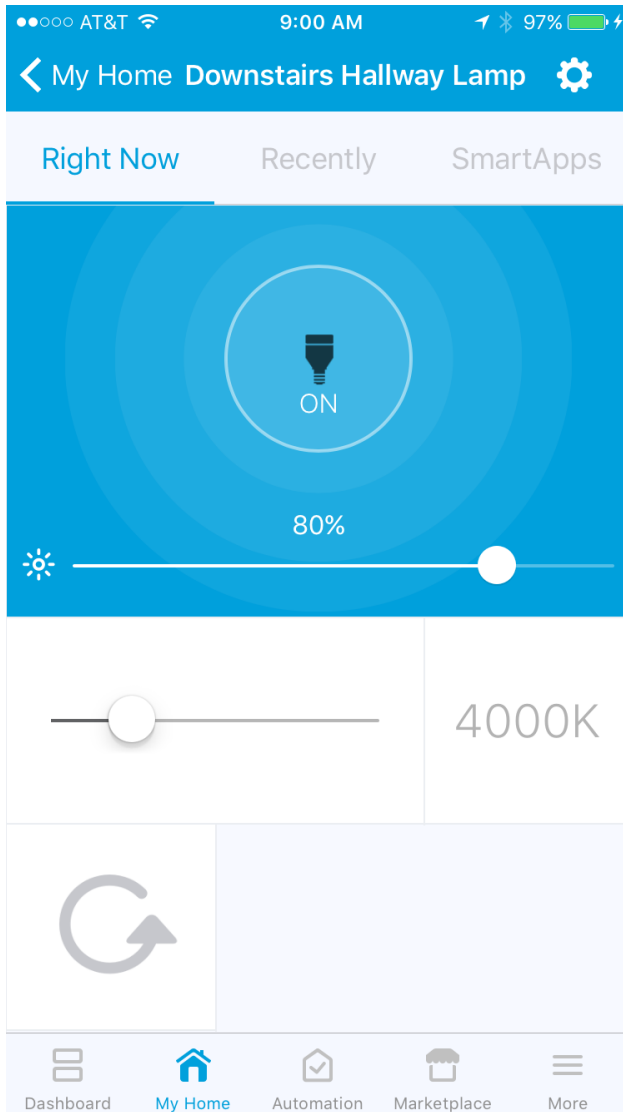 AT&T 9:00 AM 97%
My Home Downstairs Hallway Lamp
Right Now Recently SmartApps
ON
80%
4000K
Dashboard My Home Automation Marketplace More